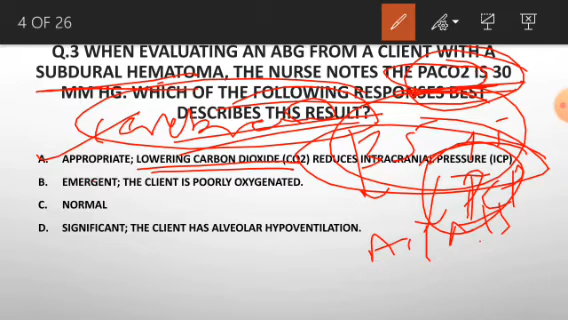 4 OF 26
Q.3 WHEN EVALUATING AN ABG FROM A CLIENT WITH A
SUBDURAL HEMATOMA, THE NURSE NOTES THE PACO2 IS 30
MM HG. WHICH OF THE FOLLOWING RESPONSES BEST
DESCRIBES THIS RESULT?
A. APPROPRIATE; LOWERING CARBON DIOXIDE (CO2) REDUCES INTRACRANIAL PRESSURE (ICP)
B. EMERGENT; THE CLIENT IS POORLY OXYGENATED.
C. NORMAL
D. SIGNIFICANT; THE CLIENT HAS ALVEOLAR HYPOVENTILATION.